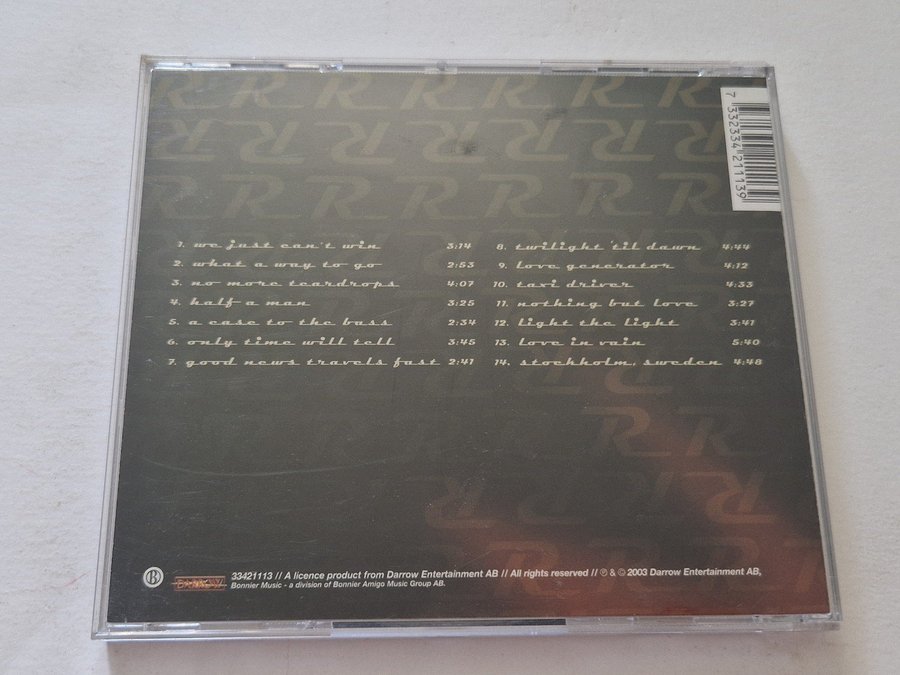 R R R R R R R R
7 332334 211139
1. we just can't win 3:14
2. what a way to go 2:53
3. no more teardrops 4:07
4. half a man 3:25
5. a case to the bass 2:34
6. only time will tell 3:45
7. good news travels fast 2:41
8. twilight 'til dawn 4:44
9. love generator 4:12
10. taxi driver 4:33
11. nothing but love 3:27
12. light the light 3:41
13. love in vain 5:40
14. stockholm, sweden 4:48
B
DARROW
33421113 // A licence product from Darrow Entertainment AB // All rights reserved // ℗ & © 2003 Darrow Entertainment AB,
Bonnier Music - a division of Bonnier Amigo Music Group AB.